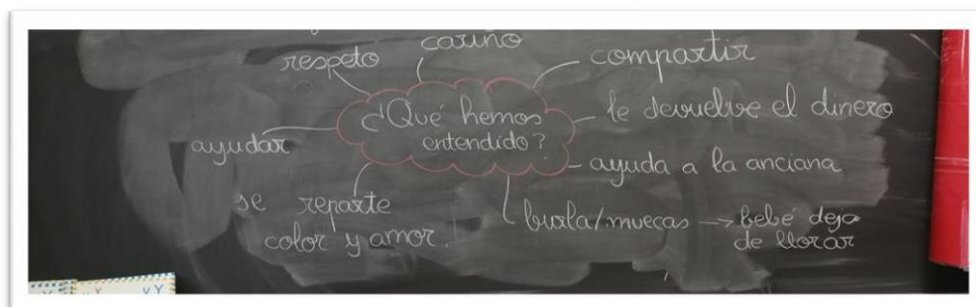 cariño
respeto
compartir
¿Qué hemos
entendido?
le devuelve el dinero
ayudar
ayuda a la anciana
se reparte
color y amor.
burla/muecas → bebé deja
de llorar